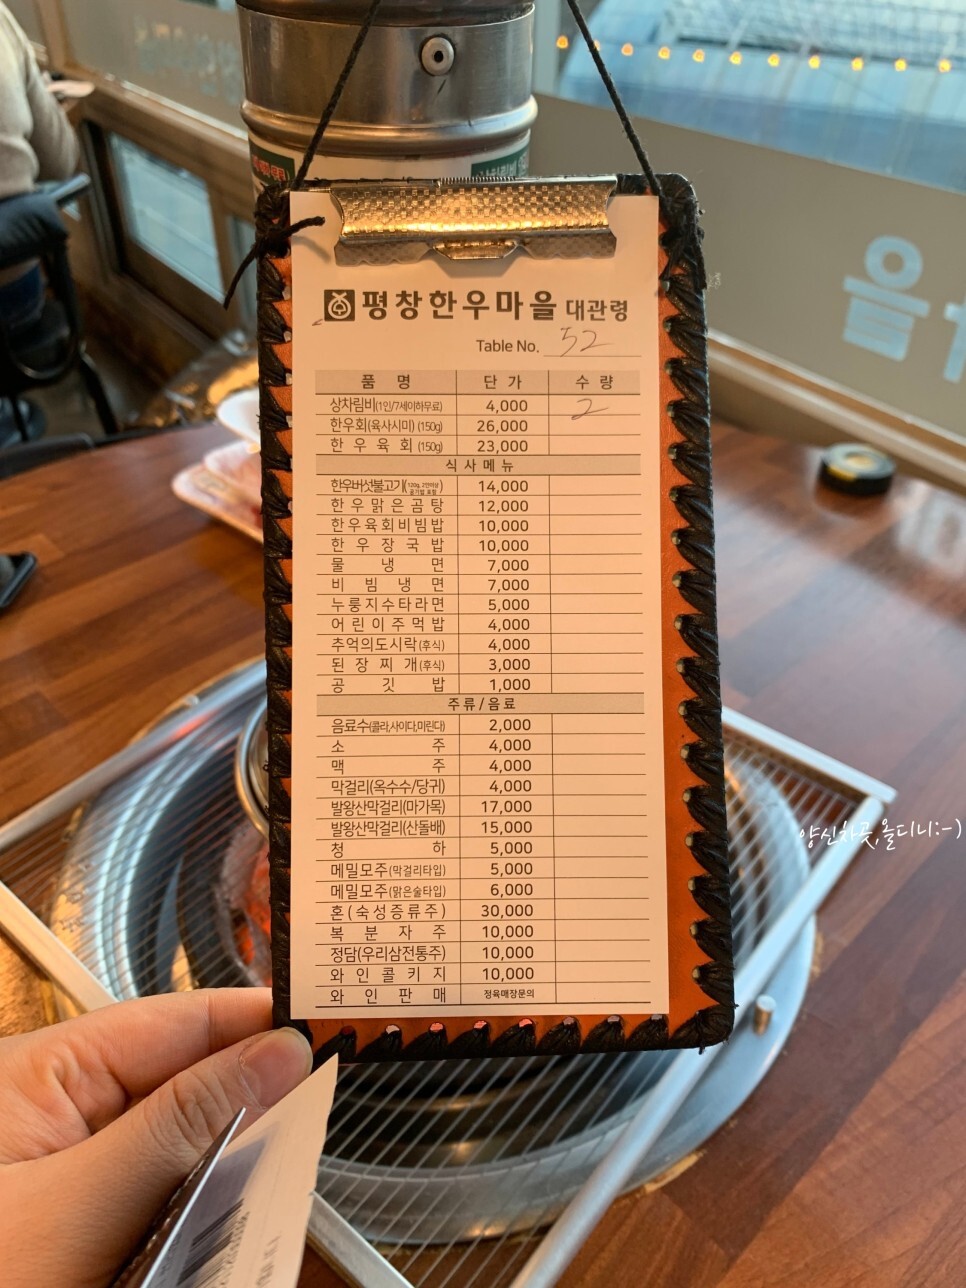 평창한우마을 대관령
Table No. 52
품 명 단 가 수 량
상차림비(1인/7세이하무료) 4,000 2
한우회(육사시미) (150g) 26,000
한 우 육 회 (150g) 23,000
식 사 메 뉴
한우버섯불고기(120g, 2인이상 공기밥 포함) 14,000
한 우 맑 은 곰 탕 12,000
한 우 육 회 비 빔 밥 10,000
한 우 장 국 밥 10,000
물 냉 면 7,000
비 빔 냉 면 7,000
누 룽 지 수 타 라 면 5,000
어 린 이 주 먹 밥 4,000
추억의도시락(후식) 4,000
된 장 찌 개 (후식) 3,000
공 깃 밥 1,000
주 류 / 음 료
음료수(콜라,사이다,미린다) 2,000
소 주 4,000
맥 주 4,000
막걸리(옥수수/당귀) 4,000
발왕산막걸리(마가목) 17,000
발왕산막걸리(산돌배) 15,000
청 하 5,000
메밀모주(막걸리타입) 5,000
메밀모주(맑은술타입) 6,000
혼 ( 숙 성 증 류 주 ) 30,000
복 분 자 주 10,000
정담(우리삼전통주) 10,000
와 인 콜 키 지 10,000
와 인 판 매 정육매장문의
양신차곳,올디니:-)
을